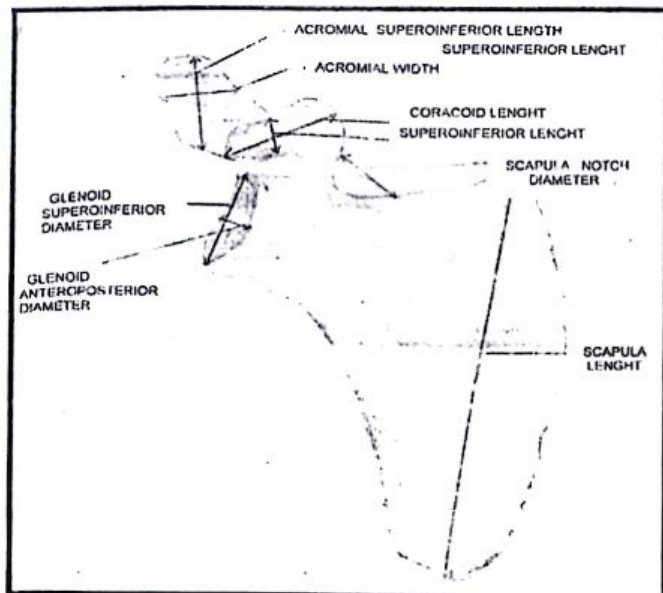 ACROMIAL SUPEROINFERIOR LENGTH
SUPEROINFERIOR LENGHT
ACROMIAL WIDTH
CORACOID LENGHT
SUPEROINFERIOR LENGHT
SCAPULA NOTCH
DIAMETER
GLENOID
SUPEROINFERIOR
DIAMETER
GLENOID
ANTEROPOSTERIOR
DIAMETER
SCAPULA
LENGHT